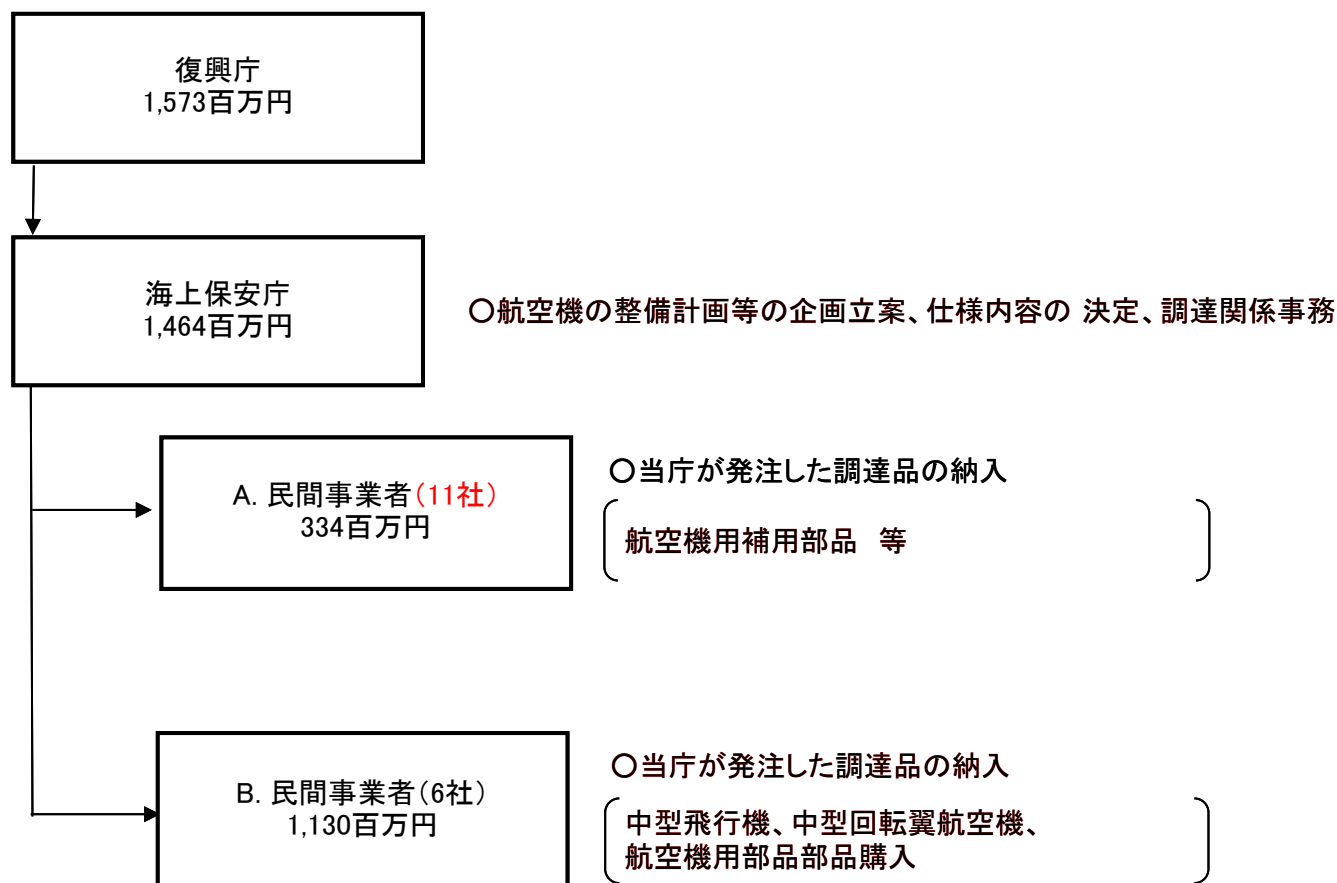 復興庁
1,573百万円
海上保安庁
1,464百万円
〇航空機の整備計画等の企画立案、仕様内容の 決定、調達関係事務
A. 民間事業者(11社)
334百万円
〇当庁が発注した調達品の納入
航空機用補用部品　等
B. 民間事業者(6社)
1,130百万円
〇当庁が発注した調達品の納入
中型飛行機、中型回転翼航空機、
航空機用部品部品購入